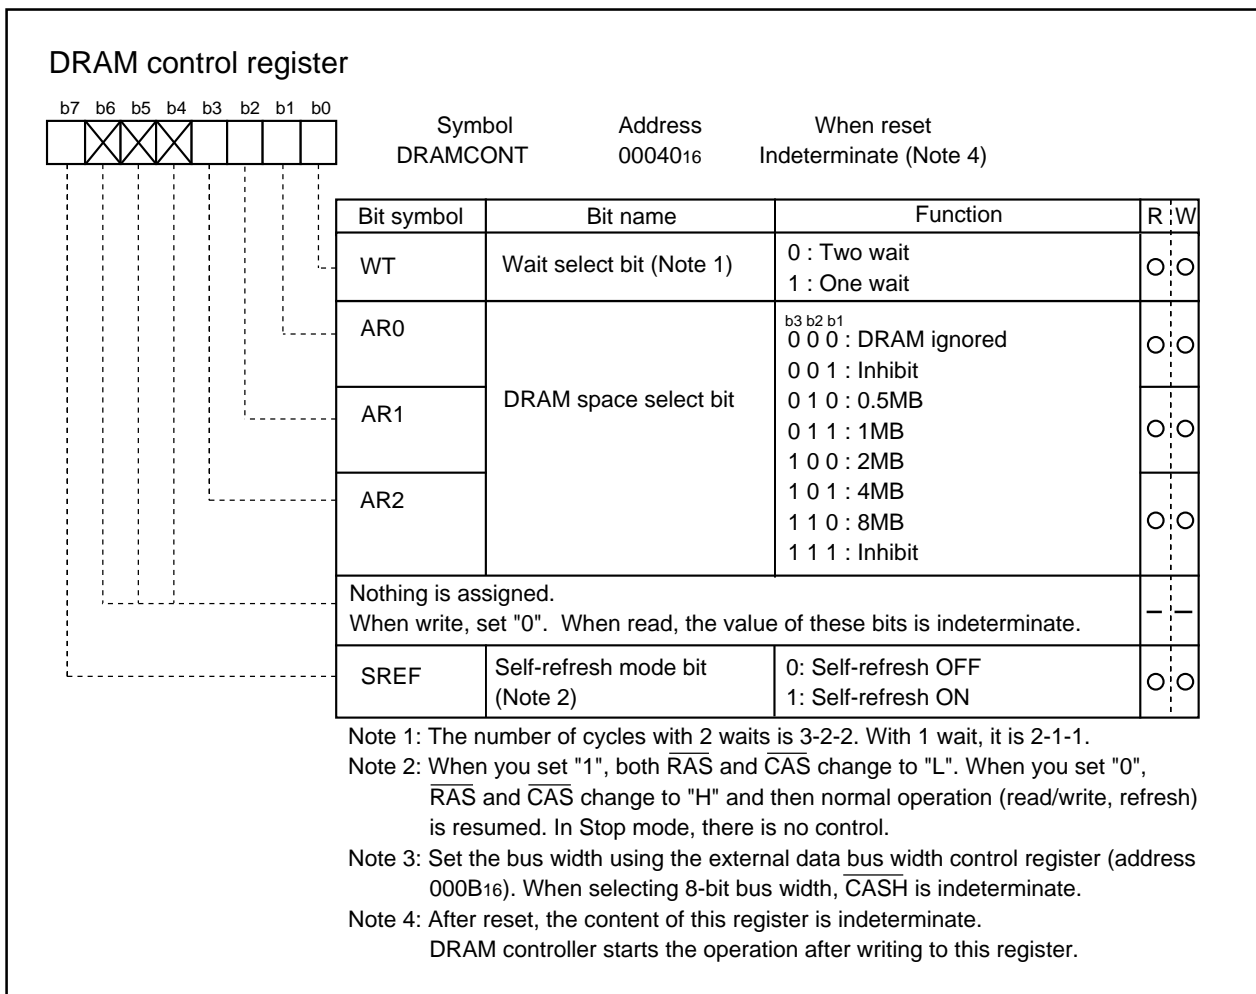 DRAM control register
b7 b6 b5 b4 b3 b2 b1 b0
Symbol Address When reset
DRAMCONT 0004016 Indeterminate (Note 4)
Bit symbol Bit name Function R W
WT Wait select bit (Note 1) 0 : Two wait
1 : One wait
AR0 b3 b2 b1
0 0 0 : DRAM ignored
0 0 1 : Inhibit
AR1 DRAM space select bit 0 1 0 : 0.5MB
0 1 1 : 1MB
1 0 0 : 2MB
AR2 1 0 1 : 4MB
1 1 0 : 8MB
1 1 1 : Inhibit
Nothing is assigned.
When write, set "0". When read, the value of these bits is indeterminate.
SREF Self-refresh mode bit 0: Self-refresh OFF
(Note 2) 1: Self-refresh ON
Note 1: The number of cycles with 2 waits is 3-2-2. With 1 wait, it is 2-1-1.
Note 2: When you set "1", both RAS and CAS change to "L". When you set "0",
RAS and CAS change to "H" and then normal operation (read/write, refresh)
is resumed. In Stop mode, there is no control.
Note 3: Set the bus width using the external data bus width control register (address
000B16). When selecting 8-bit bus width, CASH is indeterminate.
Note 4: After reset, the content of this register is indeterminate.
DRAM controller starts the operation after writing to this register.